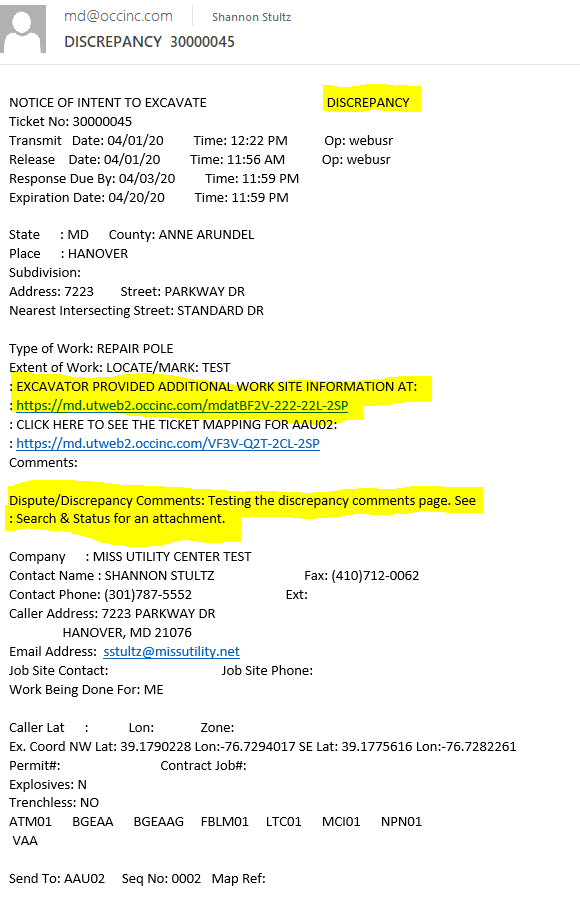 md@occinc.com Shannon Stultz
DISCREPANCY 30000045
NOTICE OF INTENT TO EXCAVATE DISCREPANCY
Ticket No: 30000045
Transmit Date: 04/01/20 Time: 12:22 PM Op: webusr
Release Date: 04/01/20 Time: 11:56 AM Op: webusr
Response Due By: 04/03/20 Time: 11:59 PM
Expiration Date: 04/20/20 Time: 11:59 PM
State : MD County: ANNE ARUNDEL
Place : HANOVER
Subdivision:
Address: 7223 Street: PARKWAY DR
Nearest Intersecting Street: STANDARD DR
Type of Work: REPAIR POLE
Extent of Work: LOCATE/MARK: TEST
: EXCAVATOR PROVIDED ADDITIONAL WORK SITE INFORMATION AT:
: https://md.utweb2.occinc.com/mdatBF2V-222-22L-2SP
: CLICK HERE TO SEE THE TICKET MAPPING FOR AAU02:
: https://md.utweb2.occinc.com/VF3V-Q2T-2CL-2SP
Comments:
Dispute/Discrepancy Comments: Testing the discrepancy comments page. See
: Search & Status for an attachment.
Company : MISS UTILITY CENTER TEST
Contact Name : SHANNON STULTZ Fax: (410)712-0062
Contact Phone: (301)787-5552 Ext:
Caller Address: 7223 PARKWAY DR
HANOVER, MD 21076
Email Address: sstultz@missutility.net
Job Site Contact: Job Site Phone:
Work Being Done For: ME
Caller Lat : Lon: Zone:
Ex. Coord NW Lat: 39.1790228 Lon:-76.7294017 SE Lat: 39.1775616 Lon:-76.7282261
Permit#: Contract Job#:
Explosives: N
Trenchless: NO
ATM01 BGEAA BGEAAG FBLM01 LTC01 MCI01 NPN01
VAA
Send To: AAU02 Seq No: 0002 Map Ref: